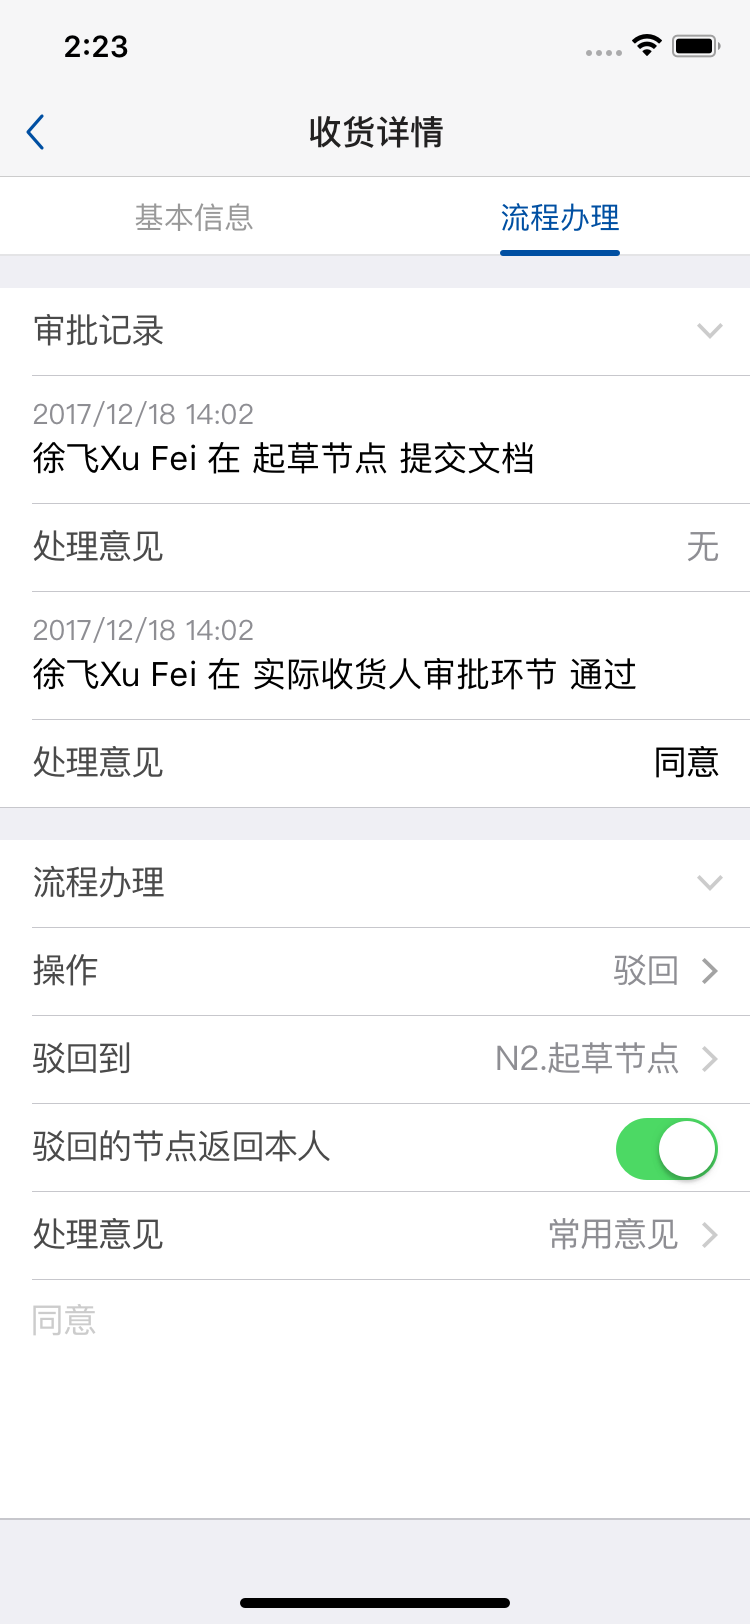 2:23
收货详情
基本信息 流程办理
审批记录
2017/12/18 14:02
徐飞Xu Fei 在 起草节点 提交文档
处理意见 无
2017/12/18 14:02
徐飞Xu Fei 在 实际收货人审批环节 通过
处理意见 同意
流程办理
操作 驳回
驳回到 N2.起草节点
驳回的节点返回本人
处理意见 常用意见
同意